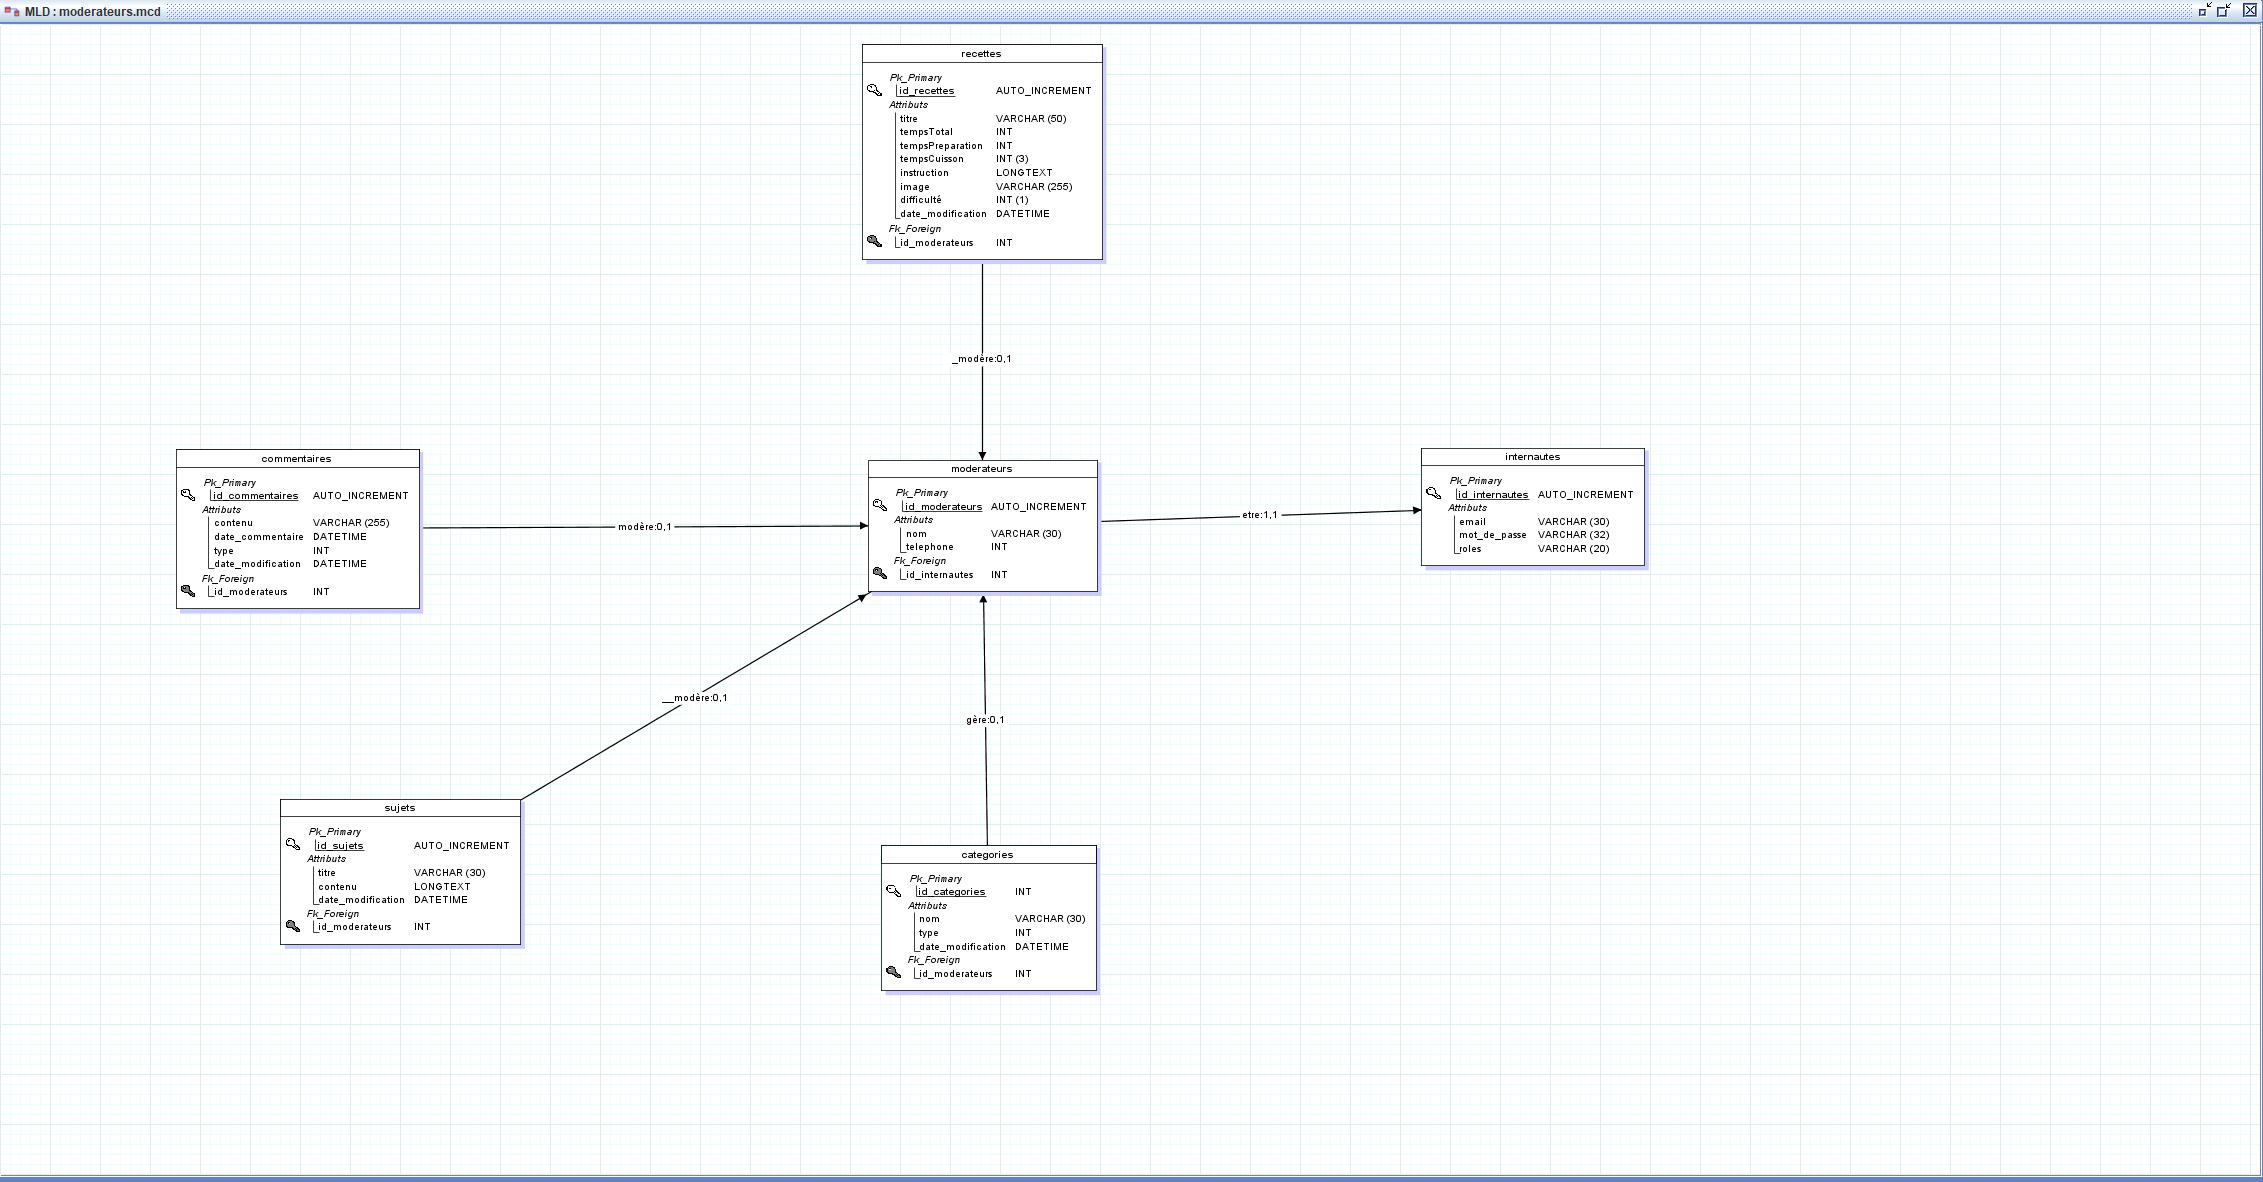 MLD : moderateurs.mcd
recettes
Pk_Primary
id_recettes AUTO_INCREMENT
Attributs
titre VARCHAR (50)
tempsTotal INT
tempsPreparation INT
tempsCuisson INT (3)
instruction LONGTEXT
image VARCHAR (255)
difficulté INT (1)
date_modification DATETIME
Fk_Foreign
id_moderateurs INT
_modère:0,1
commentaires
Pk_Primary
id_commentaires AUTO_INCREMENT
Attributs
contenu VARCHAR (255)
date_commentaire DATETIME
type INT
date_modification DATETIME
Fk_Foreign
id_moderateurs INT
modère:0,1
moderateurs
Pk_Primary
id_moderateurs AUTO_INCREMENT
Attributs
nom VARCHAR (30)
telephone INT
Fk_Foreign
id_internautes INT
etre:1,1
internautes
Pk_Primary
id_internautes AUTO_INCREMENT
Attributs
email VARCHAR (30)
mot_de_passe VARCHAR (32)
roles VARCHAR (20)
__modère:0,1
gère:0,1
sujets
Pk_Primary
id_sujets AUTO_INCREMENT
Attributs
titre VARCHAR (30)
contenu LONGTEXT
date_modification DATETIME
Fk_Foreign
id_moderateurs INT
categories
Pk_Primary
id_categories INT
Attributs
nom VARCHAR (30)
type INT
date_modification DATETIME
Fk_Foreign
id_moderateurs INT